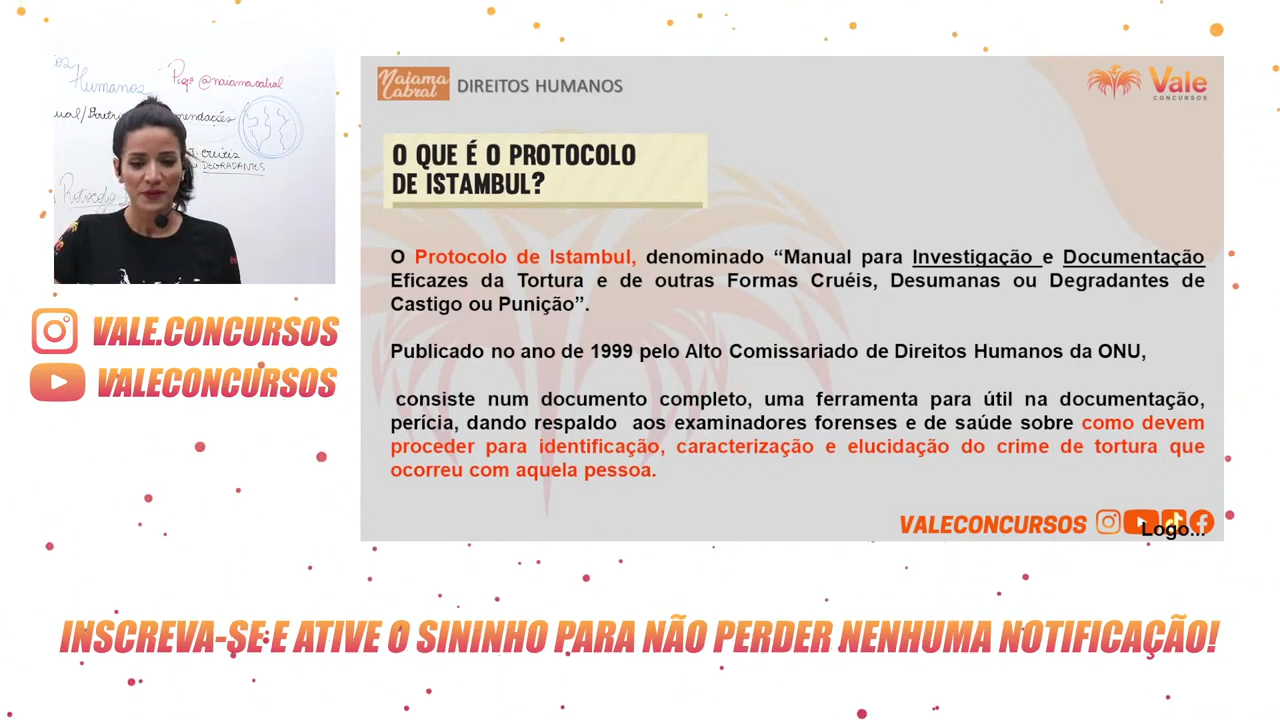 Humanos
Profª @naiamacabral
mendações
cruéis
DEGRADANTES
Protocolo
VALE.CONCURSOS
VALECONCURSOS
Naiama
Cabral
DIREITOS HUMANOS
Vale
CONCURSOS
O QUE É O PROTOCOLO
DE ISTAMBUL?
O Protocolo de Istambul, denominado “Manual para Investigação e Documentação
Eficazes da Tortura e de outras Formas Cruéis, Desumanas ou Degradantes de
Castigo ou Punição”.
Publicado no ano de 1999 pelo Alto Comissariado de Direitos Humanos da ONU,
consiste num documento completo, uma ferramenta para útil na documentação,
perícia, dando respaldo aos examinadores forenses e de saúde sobre como devem
proceder para identificação, caracterização e elucidação do crime de tortura que
ocorreu com aquela pessoa.
VALECONCURSOS
Logo...
INSCREVA-SE E ATIVE O SININHO PARA NÃO PERDER NENHUMA NOTIFICAÇÃO!